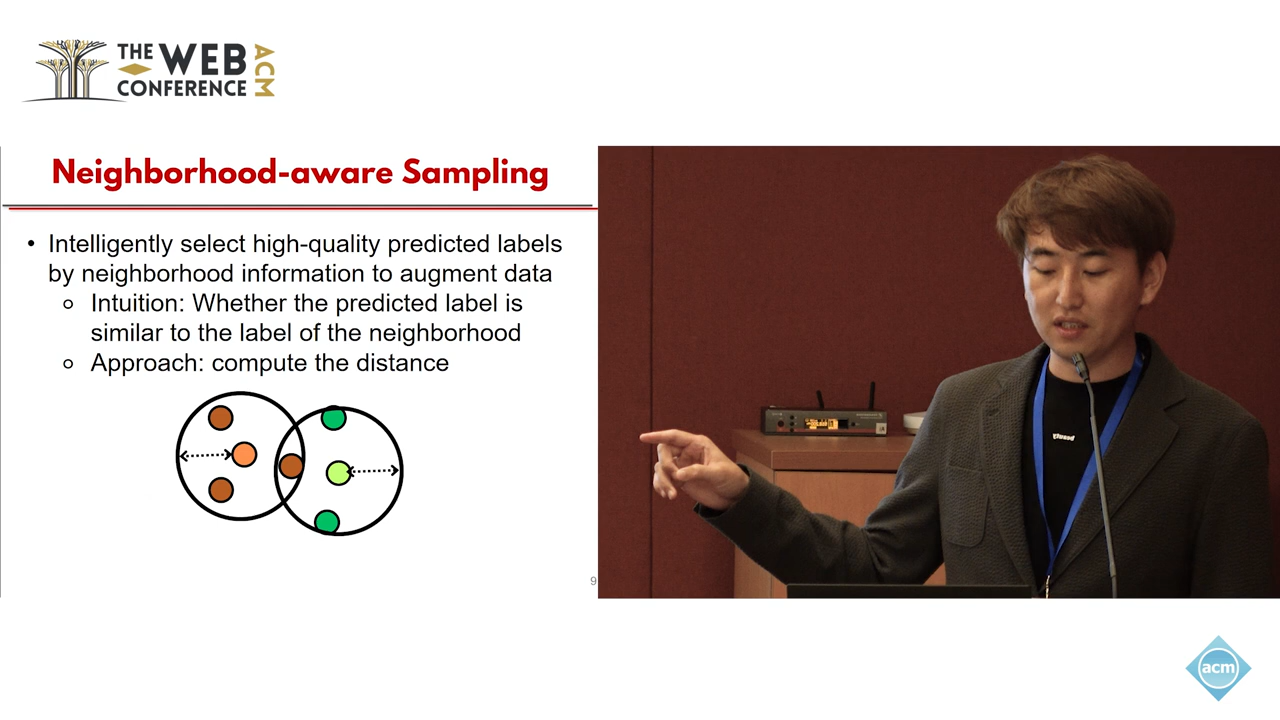 THE WEB
CONFERENCE
ACM
Neighborhood-aware Sampling
• Intelligently select high-quality predicted labels
by neighborhood information to augment data
o Intuition: Whether the predicted label is
similar to the label of the neighborhood
o Approach: compute the distance
9
acm